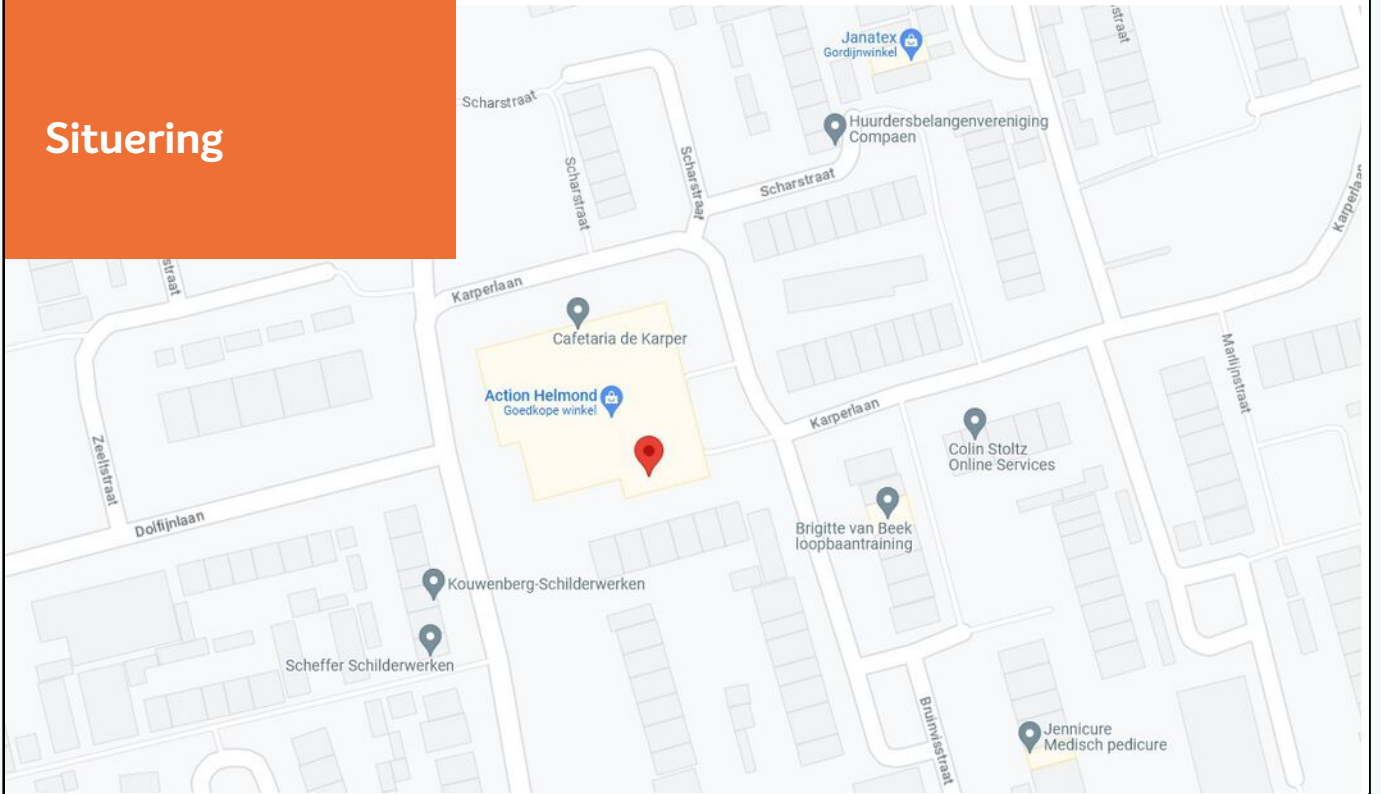 Situering
straat
Janatex
Gordijnwinkel
Scharstraat
Huurdersbelangenvereniging
Compaen
Scharstraat
Scharstraat
Scharstraat
Karperlaan
straat
Karperlaan
Cafetaria de Karper
Marlijnstraat
Action Helmond
Goedkope winkel
Karperlaan
Zeeltstraat
Colin Stoltz
Online Services
Dolfijnlaan
Brigitte van Beek
loopbaantraining
Kouwenberg-Schilderwerken
Scheffer Schilderwerken
Bruinvisstraat
Jennicure
Medisch pedicure